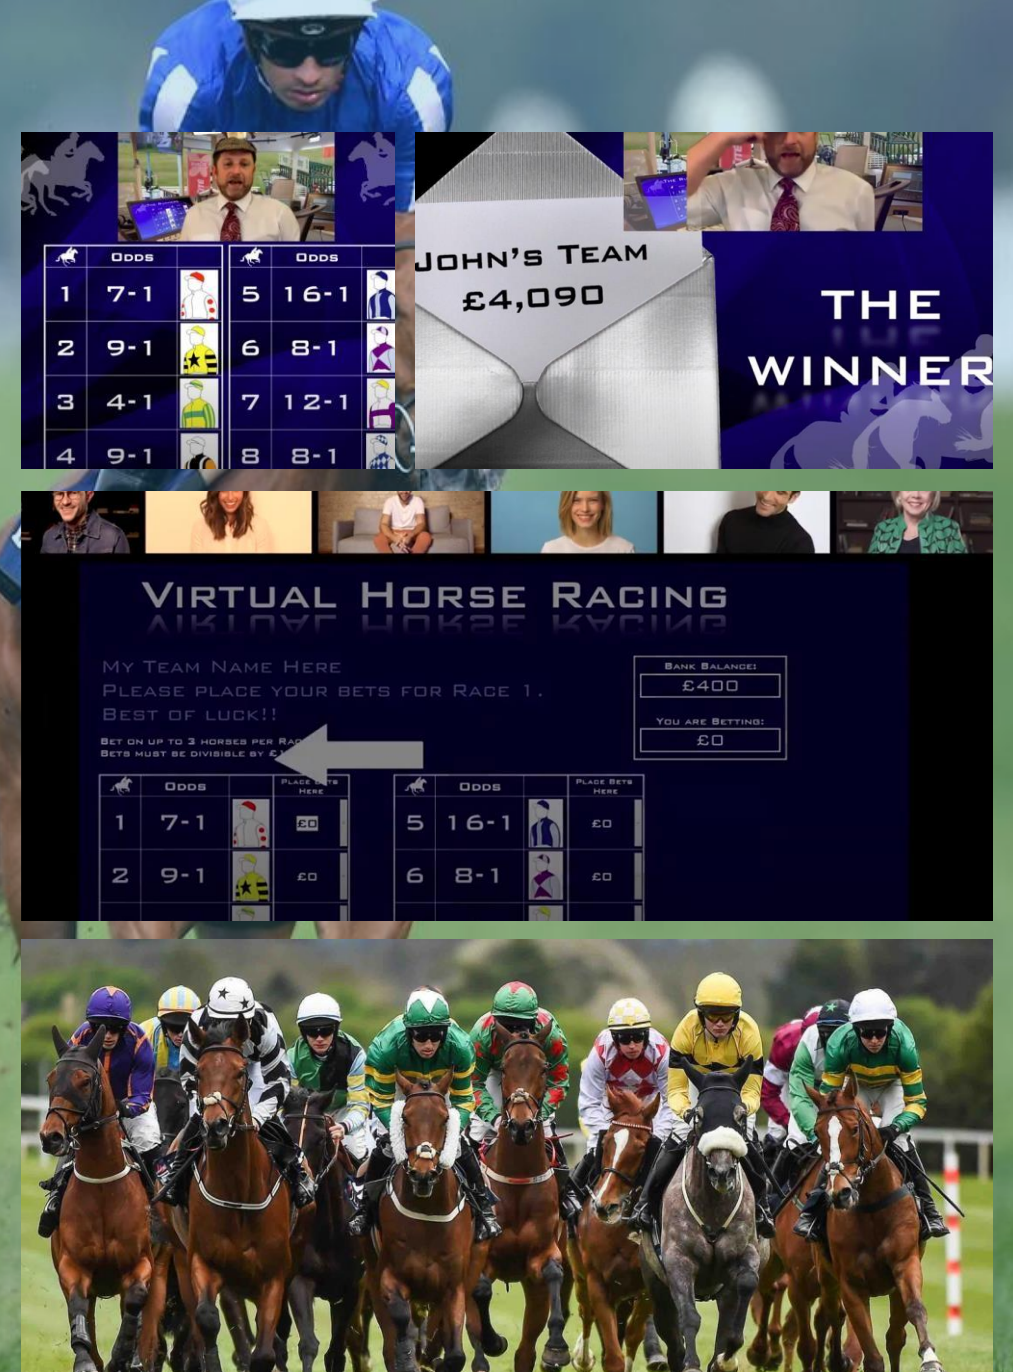 Odds Odds
1 7-1 5 16-1
2 9-1 6 8-1
3 4-1 7 12-1
4 9-1 8 8-1
John's Team
£4,090
The
Winner
Virtual Horse Racing
My Team Name Here
Please place your bets for Race 1.
Best of luck!!
Bet on up to 3 horses per
Bets must be divisible by
Bank Balance:
£400
You are Betting:
£0
Odds Place Bets Here Odds Place Bets Here
1 7-1 £0 5 16-1 £0
2 9-1 £0 6 8-1 £0